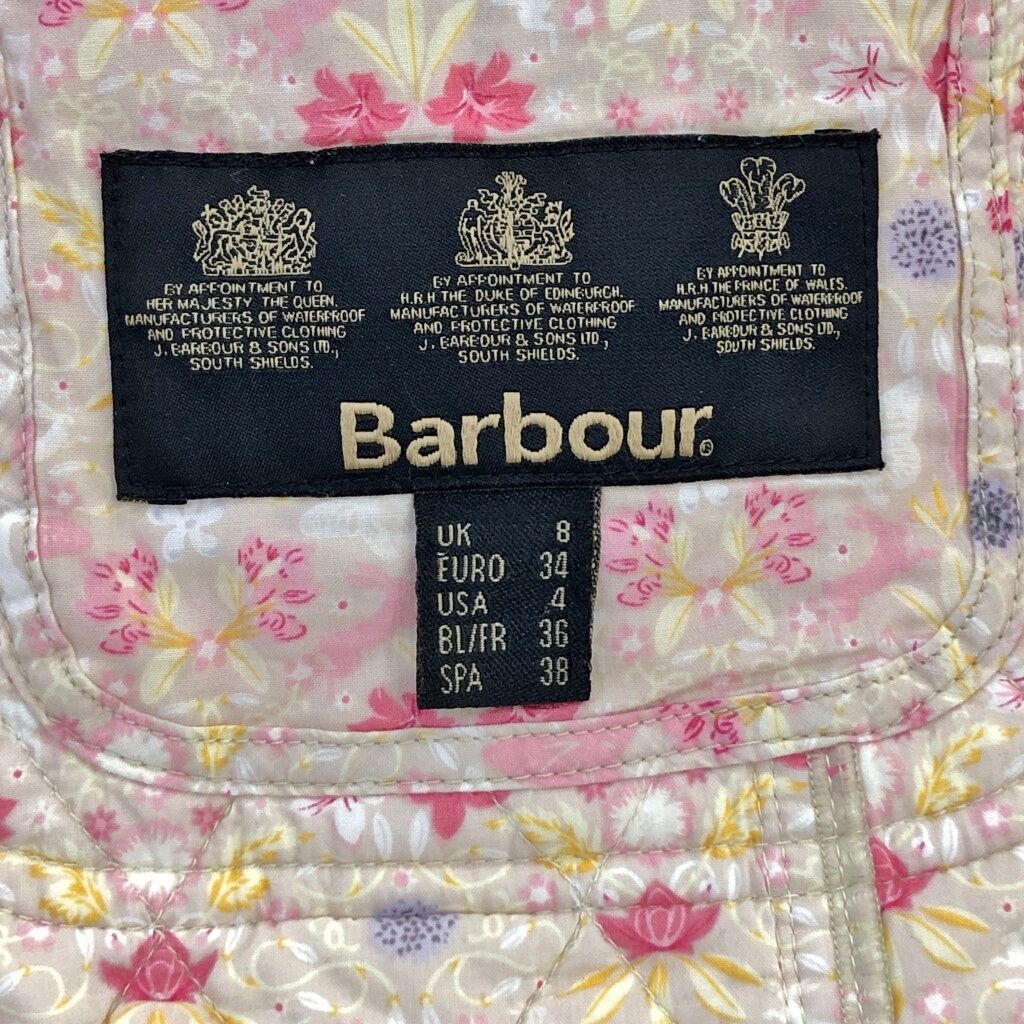 BY APPOINTMENT TO
HER MAJESTY THE QUEEN.
MANUFACTURERS OF WATERPROOF
AND PROTECTIVE CLOTHING
J. BARBOUR & SONS LTD.,
SOUTH SHIELDS.
BY APPOINTMENT TO
H.R.H THE DUKE OF EDINBURGH.
MANUFACTURERS OF WATERPROOF
AND PROTECTIVE CLOTHING
J. BARBOUR & SONS LTD.,
SOUTH SHIELDS.
BY APPOINTMENT TO
H.R.H THE PRINCE OF WALES.
MANUFACTURERS OF WATERPROOF
AND PROTECTIVE CLOTHING
J. BARBOUR & SONS LTD.,
SOUTH SHIELDS.
Barbour®
UK 8
EURO 34
USA 4
BL/FR 36
SPA 38